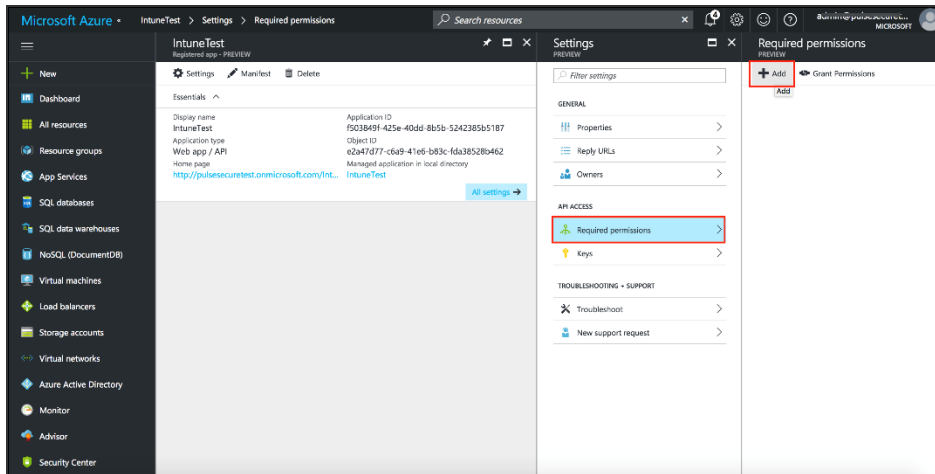 Microsoft Azure
IntuneTest > Settings > Required permissions
Search resources
4
MICROSOFT
New
Dashboard
All resources
Resource groups
App Services
SQL databases
SQL data warehouses
NoSQL (DocumentDB)
Virtual machines
Load balancers
Storage accounts
Virtual networks
Azure Active Directory
Monitor
Advisor
Security Center
IntuneTest
Registered app - PREVIEW
Settings Manifest Delete
Essentials
Display name
IntuneTest
Application type
Web app / API
Home page
http://pulsesecuretest.onmicrosoft.com/Int...
Application ID
f503849f-425e-40dd-8b5b-5242385b5187
Object ID
e2a47d77-c6a9-41e6-b83c-fda38528b462
Managed application in local directory
IntuneTest
All settings →
Settings
PREVIEW
Filter settings
GENERAL
Properties
Reply URLs
Owners
API ACCESS
Required permissions
Keys
TROUBLESHOOTING + SUPPORT
Troubleshoot
New support request
Required permissions
PREVIEW
Add Grant Permissions
Add